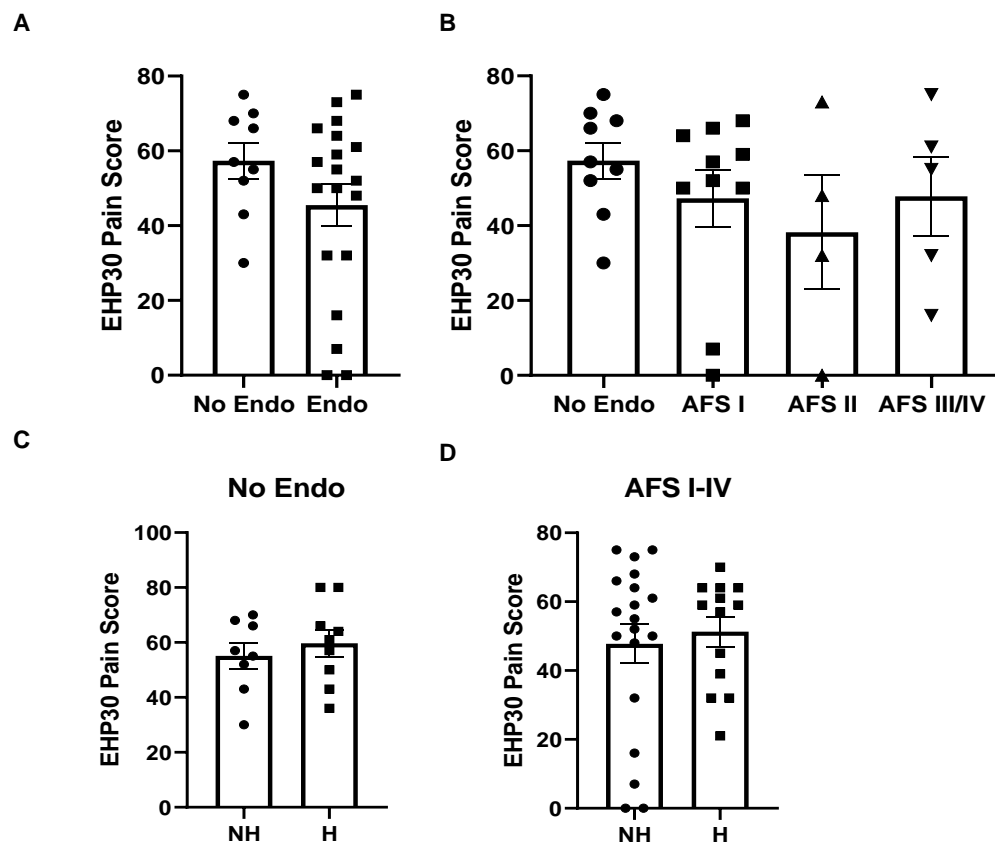 A
B
EHP30 Pain Score
80
60
40
20
0
No Endo Endo
EHP30 Pain Score
80
60
40
20
0
No Endo AFS I AFS II AFS III/IV
C
D
No Endo
EHP30 Pain Score
100
80
60
40
20
0
NH H
AFS I-IV
EHP30 Pain Score
80
60
40
20
0
NH H